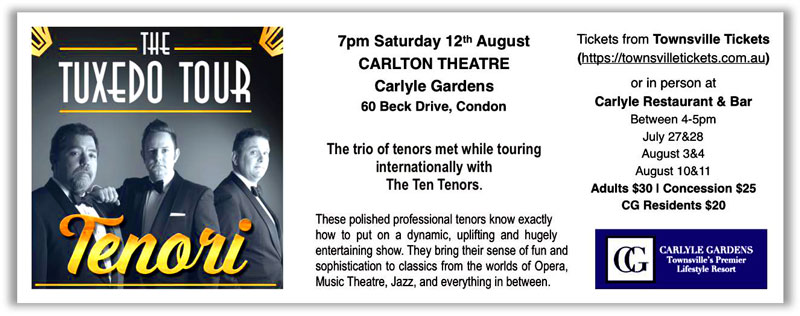 THE
TUXEDO TOUR
Tenori
7pm Saturday 12th August
CARLTON THEATRE
Carlyle Gardens
60 Beck Drive, Condon
The trio of tenors met while touring
internationally with
The Ten Tenors.
These polished professional tenors know exactly
how to put on a dynamic, uplifting and hugely
entertaining show. They bring their sense of fun and
sophistication to classics from the worlds of Opera,
Music Theatre, Jazz, and everything in between.
Tickets from Townsville Tickets
(https://townsvilletickets.com.au)
or in person at
Carlyle Restaurant & Bar
Between 4-5pm
July 27&28
August 3&4
August 10&11
Adults $30 | Concession $25
CG Residents $20
CG
CARLYLE GARDENS
Townsville's Premier
Lifestyle Resort